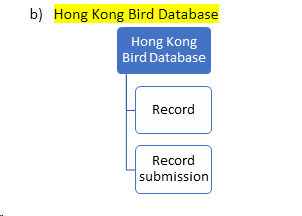 b) Hong Kong Bird Database
Hong Kong
Bird Database
Record
Record
submission